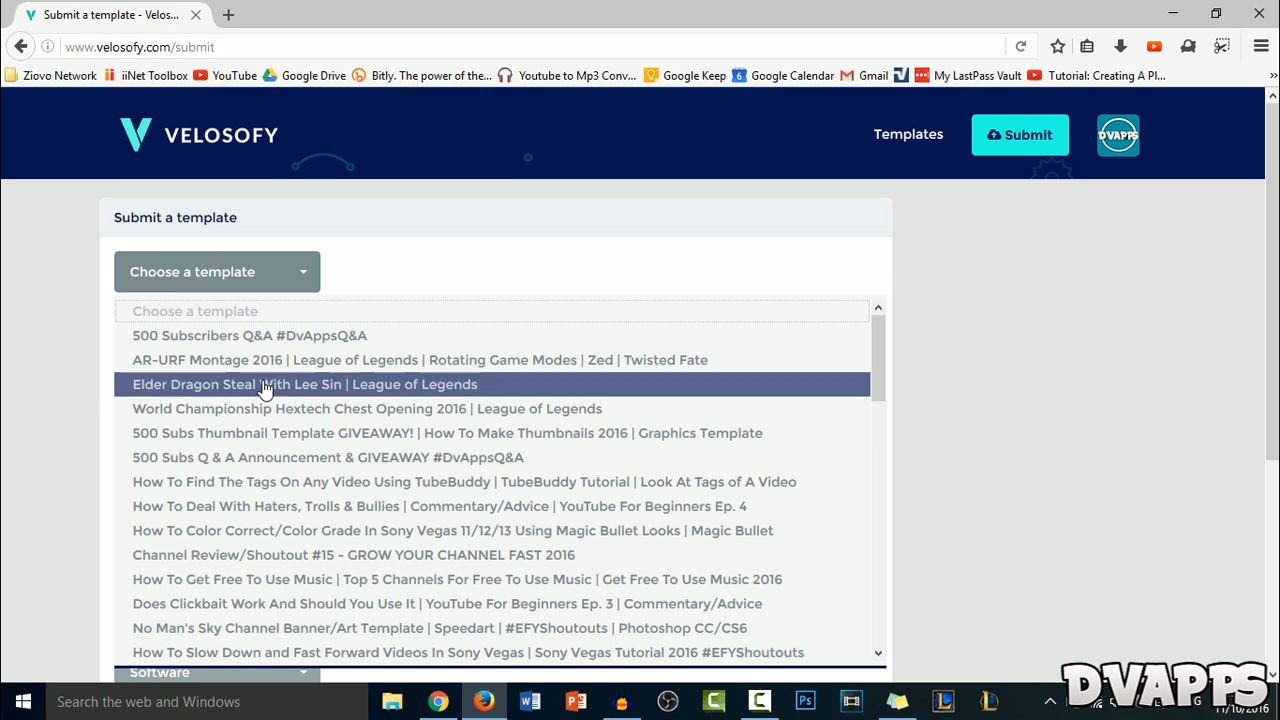 Submit a template - Velos...
www.velosofy.com/submit
Ziovo Network
iiNet Toolbox
YouTube
Google Drive
Bitly. The power of the...
Youtube to Mp3 Conv...
Google Keep
6
Google Calendar
Gmail
My LastPass Vault
Tutorial: Creating A Pl...
VELOSOFY
Templates
Submit
DVAPPS
Submit a template
Choose a template
Choose a template
500 Subscribers Q&A #DvAppsQ&A
AR-URF Montage 2016 | League of Legends | Rotating Game Modes | Zed | Twisted Fate
Elder Dragon Steal With Lee Sin | League of Legends
World Championship Hextech Chest Opening 2016 | League of Legends
500 Subs Thumbnail Template GIVEAWAY! | How To Make Thumbnails 2016 | Graphics Template
500 Subs Q & A Announcement & GIVEAWAY #DvAppsQ&A
How To Find The Tags On Any Video Using TubeBuddy | TubeBuddy Tutorial | Look At Tags of A Video
How To Deal With Haters, Trolls & Bullies | Commentary/Advice | YouTube For Beginners Ep. 4
How To Color Correct/Color Grade In Sony Vegas 11/12/13 Using Magic Bullet Looks | Magic Bullet
Channel Review/Shoutout #15 - GROW YOUR CHANNEL FAST 2016
How To Get Free To Use Music | Top 5 Channels For Free To Use Music | Get Free To Use Music 2016
Does Clickbait Work And Should You Use It | YouTube For Beginners Ep. 3 | Commentary/Advice
No Man's Sky Channel Banner/Art Template | Speedart | #EFYShoutouts | Photoshop CC/CS6
How To Slow Down and Fast Forward Videos In Sony Vegas | Sony Vegas Tutorial 2016 #EFYShoutouts
Software
DVAPPS
Search the web and Windows
11/10/2016